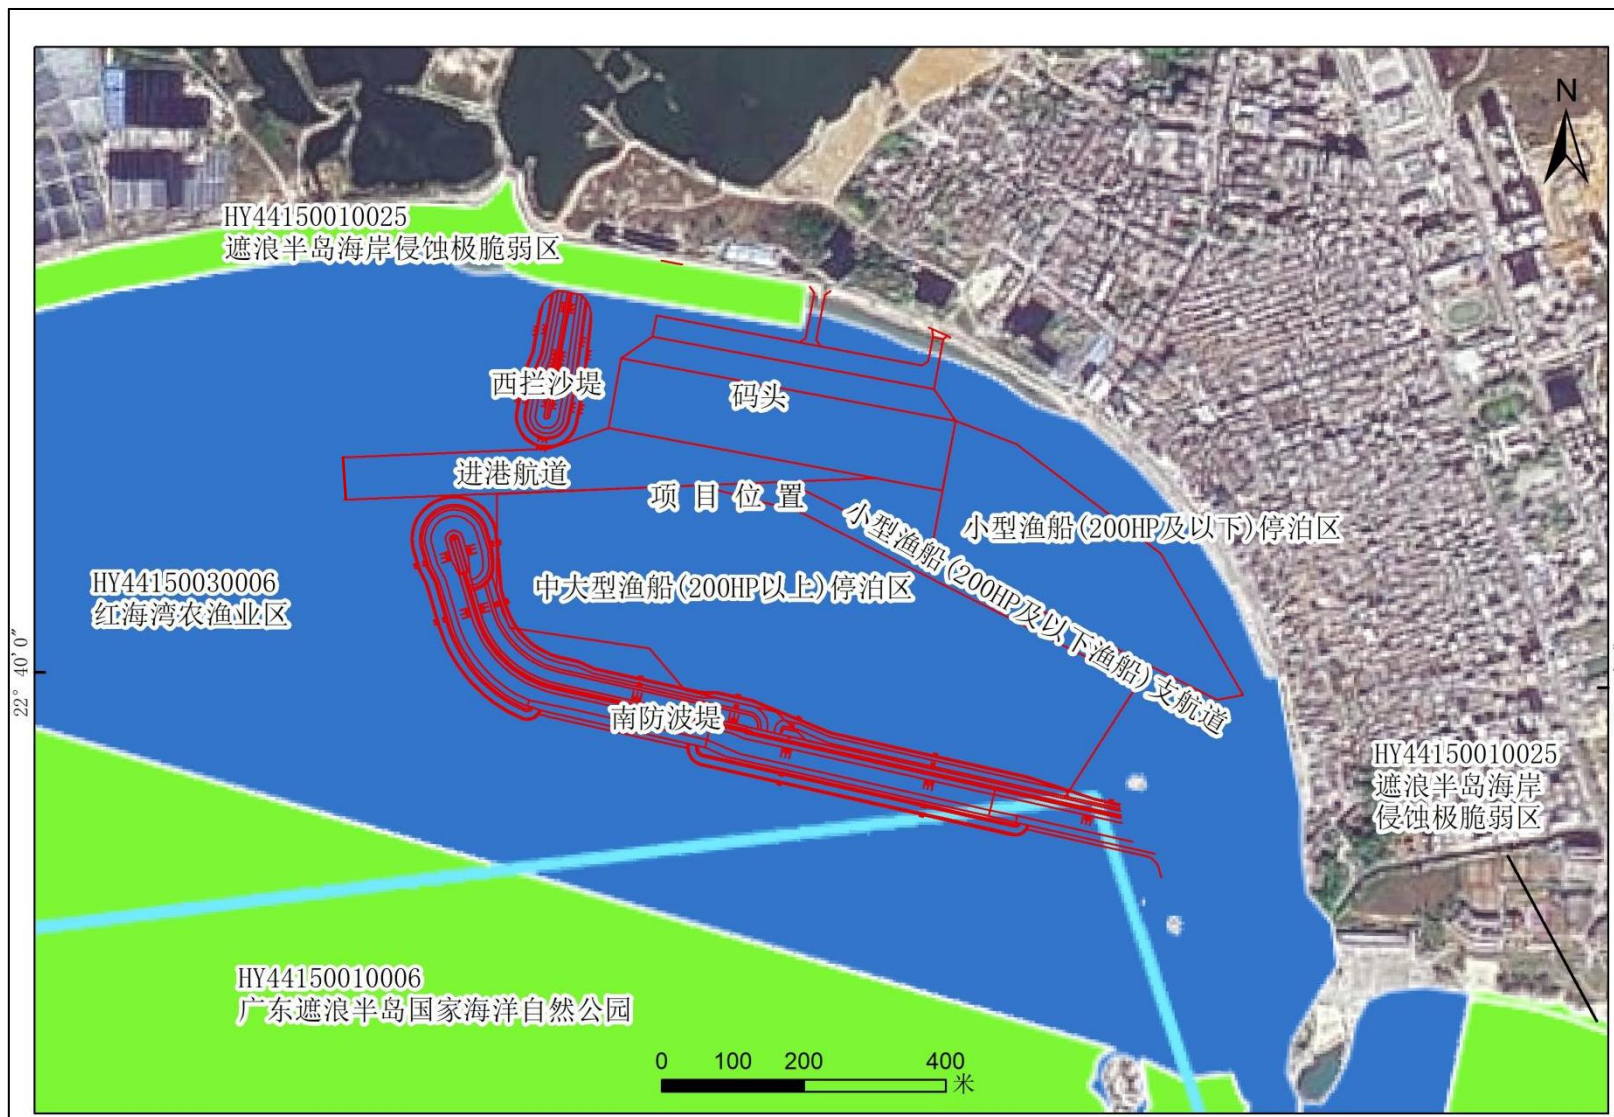 N
HY44150010025
遮浪半岛海岸侵蚀极脆弱区
西拦沙堤
码头
进港航道
项目位置
小型渔船(200HP及以下)停泊区
小型渔船(200HP及以下渔船)支航道
中大型渔船(200HP以上)停泊区
HY44150030006
红海湾农渔业区
22° 40′0″
南防波堤
HY44150010025
遮浪半岛海岸
侵蚀极脆弱区
HY44150010006
广东遮浪半岛国家海洋自然公园
0 100 200 400
米